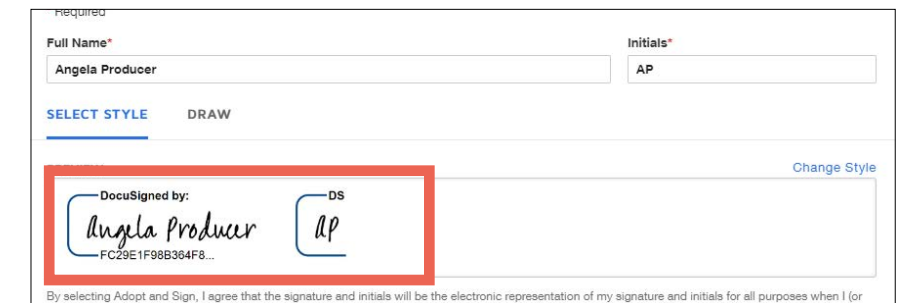 Required
Full Name* Initials*
Angela Producer AP
SELECT STYLE DRAW
Change Style
DocuSigned by: DS
Angela Producer AP
FC29E1F98B364F8...
By selecting Adopt and Sign, I agree that the signature and initials will be the electronic representation of my signature and initials for all purposes when I (or